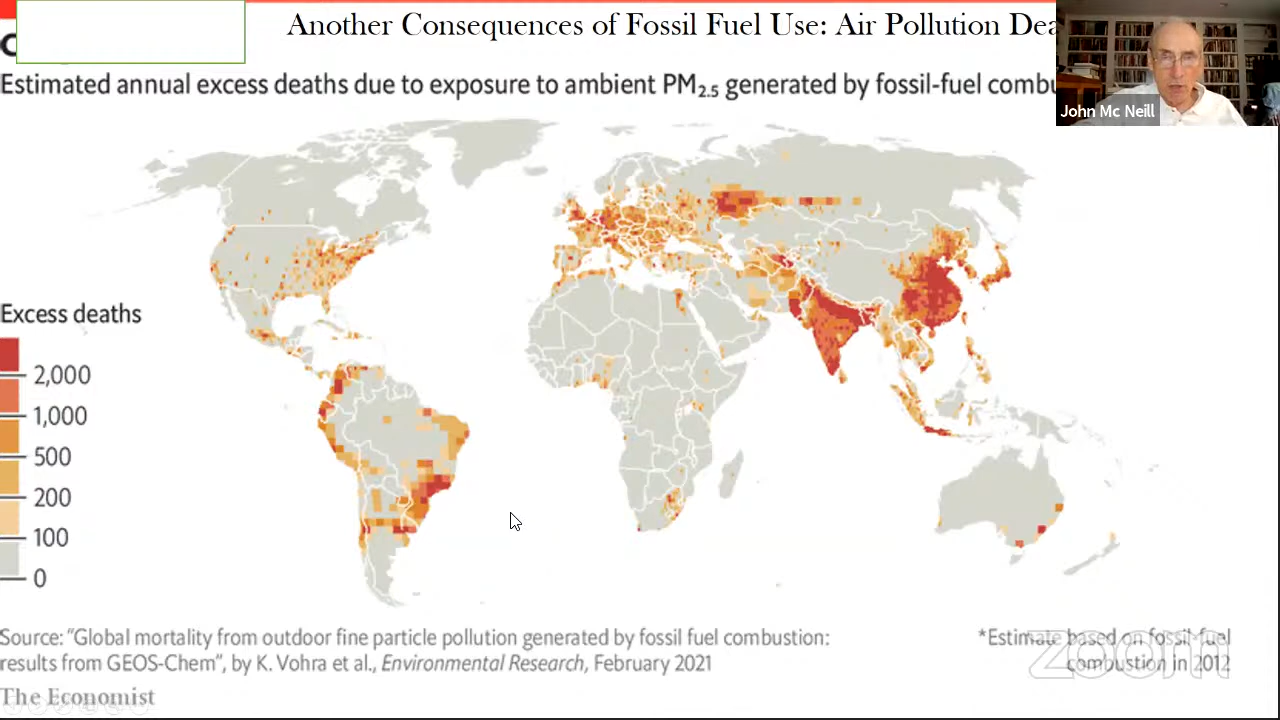 Another Consequences of Fossil Fuel Use: Air Pollution
John Mc Neill
Estimated annual excess deaths due to exposure to ambient PM₂.₅ generated by fossil-fuel
Excess deaths
2,000
1,000
500
200
100
0
Source: “Global mortality from outdoor fine particle pollution generated by fossil fuel combustion:
results from GEOS-Chem”, by K. Vohra et al., Environmental Research, February 2021
*Estimate based on fossil-fuel
combustion in 2012
zoom
The Economist